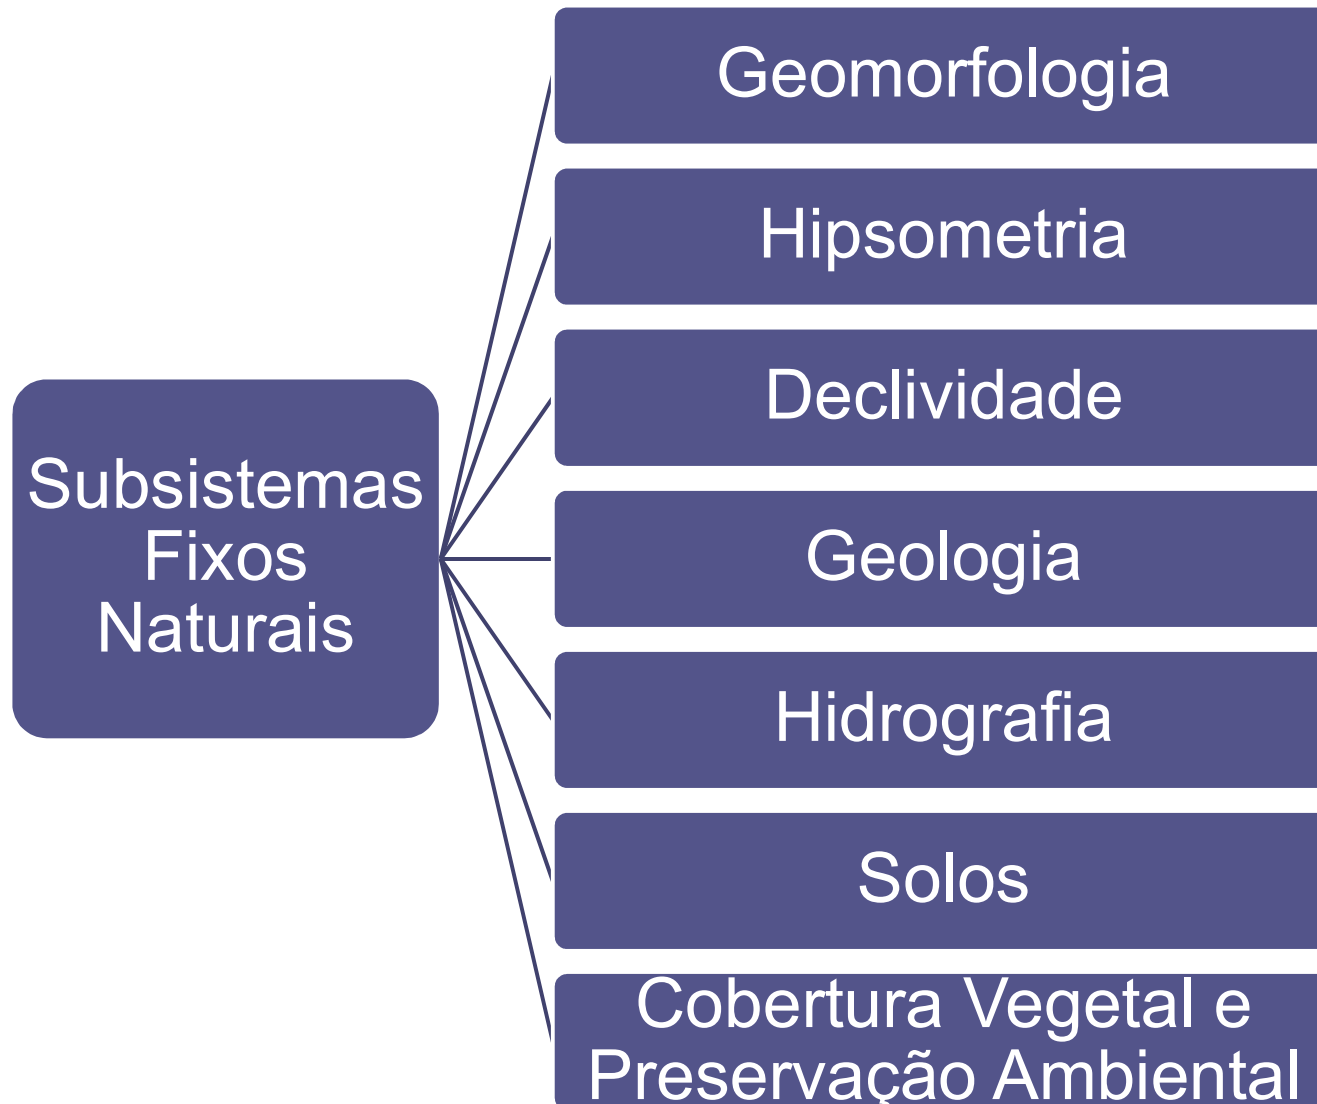 Geomorfologia
Hipsometria
Declividade
Subsistemas
Fixos
Naturais
Geologia
Hidrografia
Solos
Cobertura Vegetal e
Preservação Ambiental